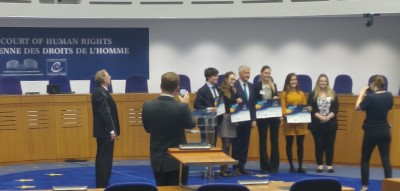 COURT OF HUMAN RIGHTS
ENNE DES DROITS DE L'HOMME